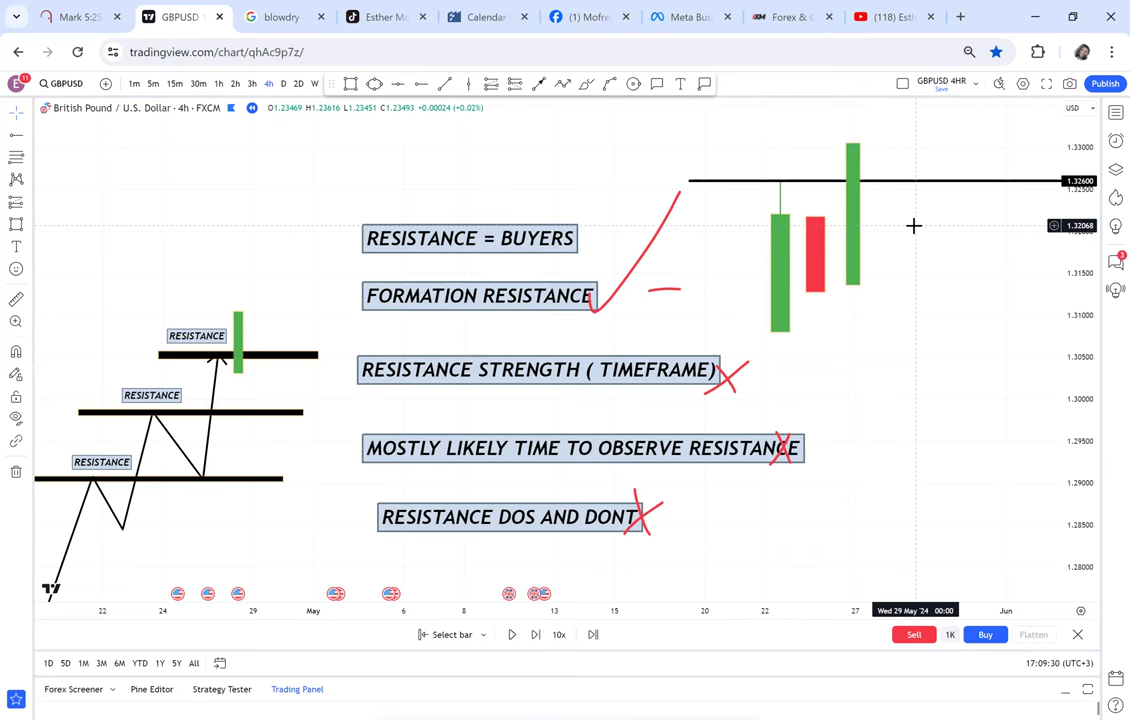 Mark 5:25
GBPUSD 1
blowdry -
Esther Mo
Calendar
(1) Mofre
Meta Bus
Forex & C
(118) Esth
tradingview.com/chart/qhAc9p7z/
E
11
GBPUSD
1m 5m 15m 30m 1h 2h 3h 4h D 2D W
GBPUSD 4HR
Save
Publish
British Pound / U.S. Dollar · 4h · FXCM
O1.23469 H1.23616 L1.23451 C1.23493 +0.00024 (+0.02%)
USD
1.33000
1.32600
1.32500
1.32068
1.31500
1.31000
1.30500
1.30000
1.29500
1.29000
1.28500
1.28000
RESISTANCE = BUYERS
FORMATION RESISTANCE
RESISTANCE STRENGTH ( TIMEFRAME)
MOSTLY LIKELY TIME TO OBSERVE RESISTANCE
RESISTANCE DOS AND DONT
RESISTANCE
RESISTANCE
RESISTANCE
3
22 24 29 May 6 8 13 15 20 22 27 Wed 29 May '24 00:00 Jun
Select bar
10x
Sell
1K
Buy
Flatten
1D 5D 1M 3M 6M YTD 1Y 5Y All
17:09:30 (UTC+3)
Forex Screener
Pine Editor
Strategy Tester
Trading Panel